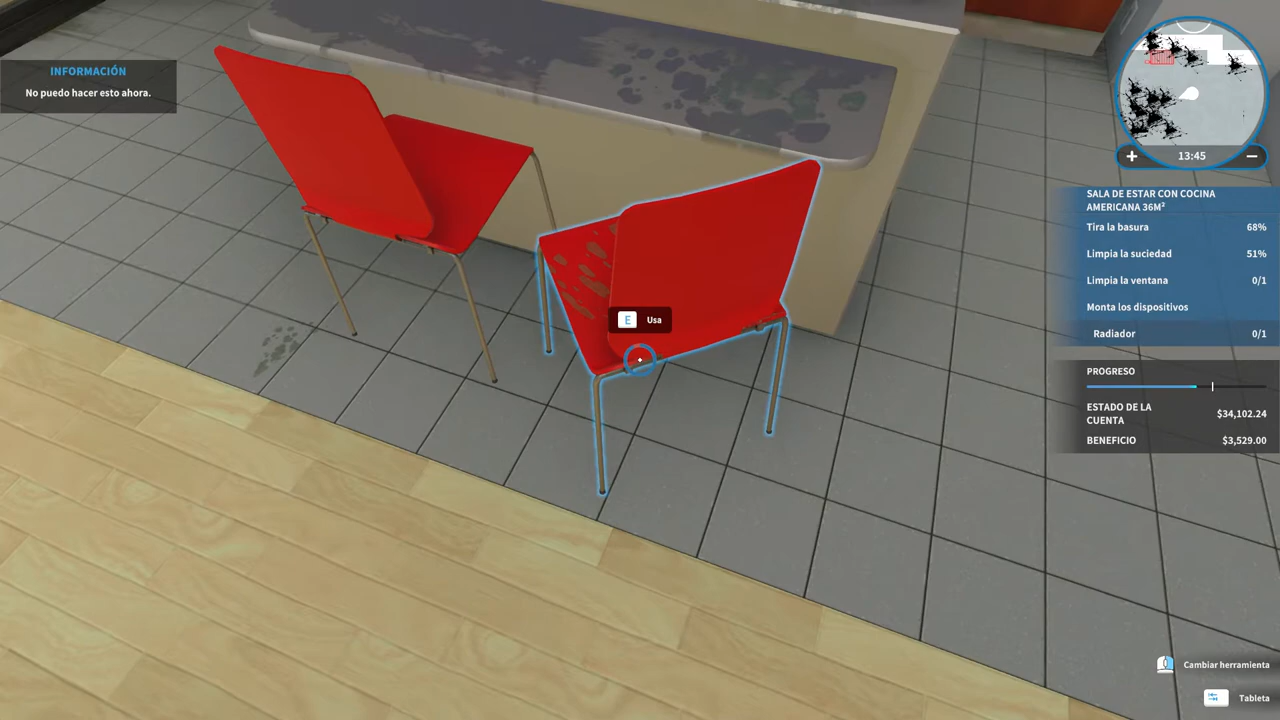 INFORMACIÓN
No puedo hacer esto ahora.
E Usa
+ 13:45 −
SALA DE ESTAR CON COCINA
AMERICANA 36M²
Tira la basura 68%
Limpia la suciedad 51%
Limpia la ventana 0/1
Monta los dispositivos
Radiador 0/1
PROGRESO
ESTADO DE LA
CUENTA $34,102.24
BENEFICIO $3,529.00
Cambiar herramienta
Tableta